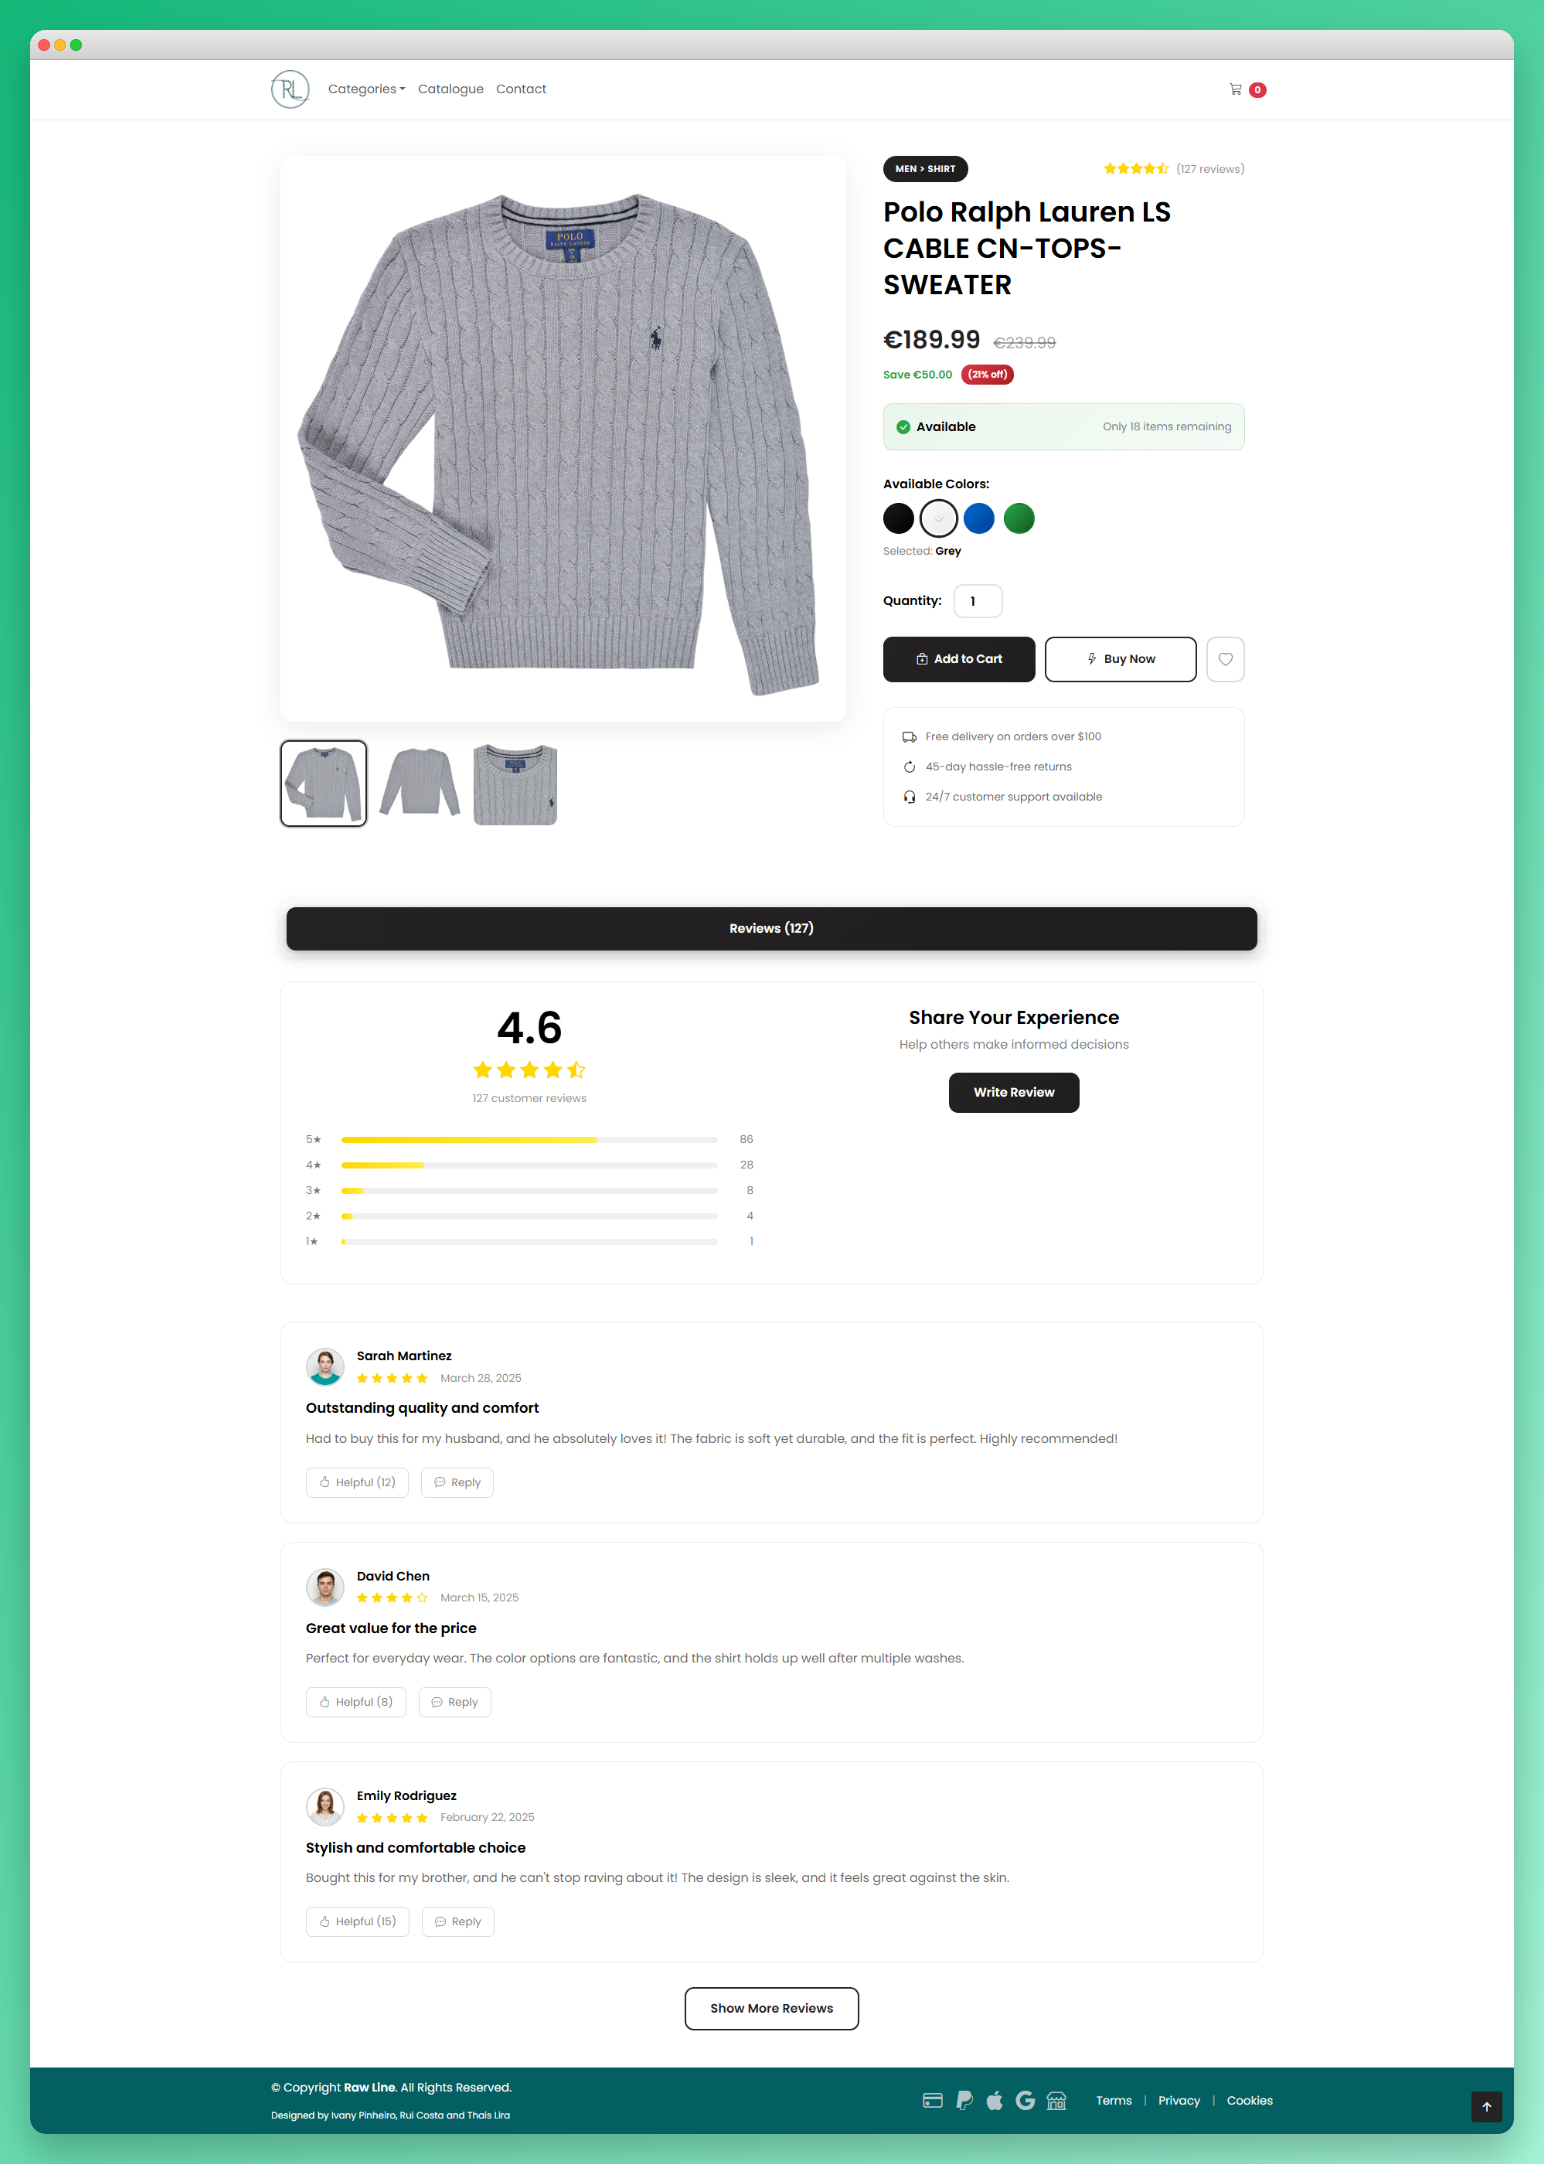 RL
Categories
Catalogue
Contact
0
POLO
RALPH LAUREN
MEN > SHIRT
(127 reviews)
Polo Ralph Lauren LS
CABLE CN-TOPS-
SWEATER
€189.99 €239.99
Save €50.00 (21% off)
Available
Only 18 items remaining
Available Colors:
Selected: Grey
Quantity: 1
Add to Cart
Buy Now
Free delivery on orders over $100
45-day hassle-free returns
24/7 customer support available
Reviews (127)
4.6
127 customer reviews
5★ 86
4★ 28
3★ 8
2★ 4
1★ 1
Share Your Experience
Help others make informed decisions
Write Review
Sarah Martinez
March 28, 2025
Outstanding quality and comfort
Had to buy this for my husband, and he absolutely loves it! The fabric is soft yet durable, and the fit is perfect. Highly recommended!
Helpful (12)
Reply
David Chen
March 15, 2025
Great value for the price
Perfect for everyday wear. The color options are fantastic, and the shirt holds up well after multiple washes.
Helpful (8)
Reply
Emily Rodriguez
February 22, 2025
Stylish and comfortable choice
Bought this for my brother, and he can't stop raving about it! The design is sleek, and it feels great against the skin.
Helpful (15)
Reply
Show More Reviews
© Copyright Raw Line. All Rights Reserved.
Designed by Ivany Pinheiro, Rui Costa and Thais Lira
Terms | Privacy | Cookies